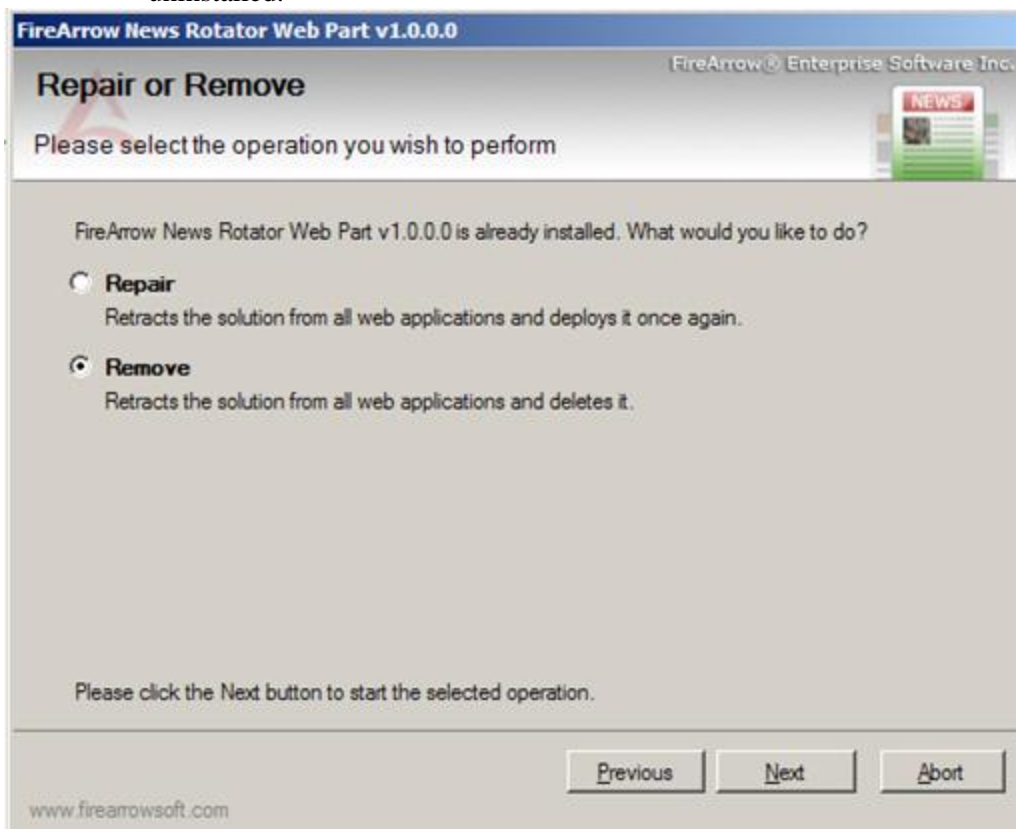 uninstalled.
FireArrow News Rotator Web Part v1.0.0.0
FireArrow® Enterprise Software Inc.
Repair or Remove
NEWS
Please select the operation you wish to perform
FireArrow News Rotator Web Part v1.0.0.0 is already installed. What would you like to do?
Repair
Retracts the solution from all web applications and deploys it once again.
Remove
Retracts the solution from all web applications and deletes it.
Please click the Next button to start the selected operation.
Previous Next Abort
www.firearrowsoft.com